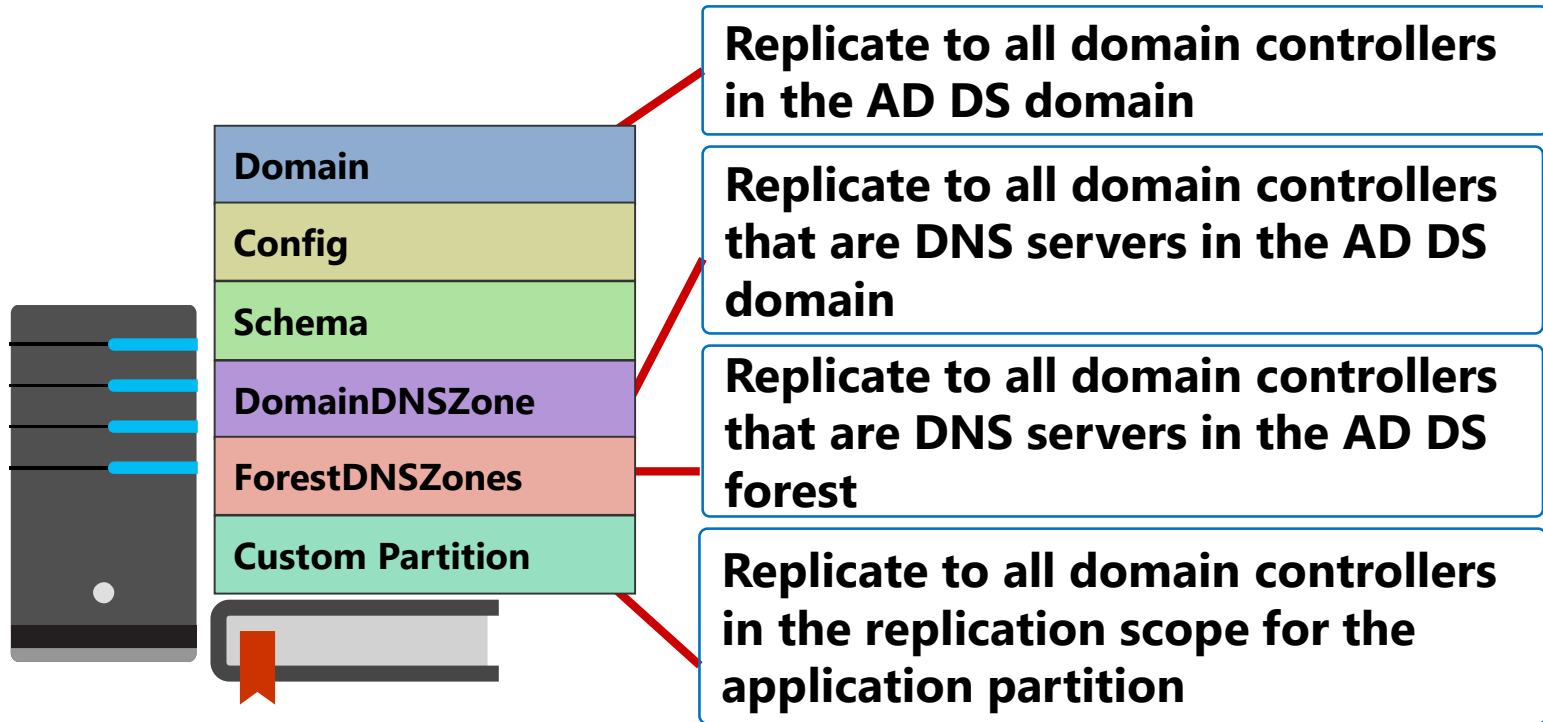 Domain
Config
Schema
DomainDNSZone
ForestDNSZones
Custom Partition
Replicate to all domain controllers
in the AD DS domain
Replicate to all domain controllers
that are DNS servers in the AD DS
domain
Replicate to all domain controllers
that are DNS servers in the AD DS
forest
Replicate to all domain controllers
in the replication scope for the
application partition